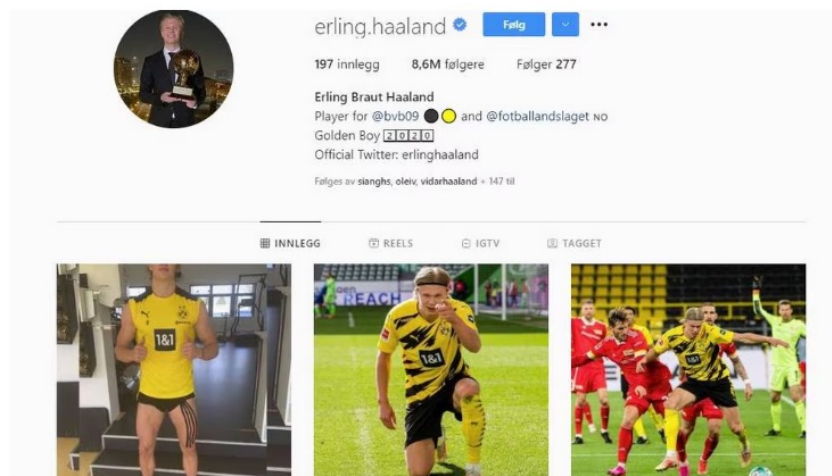 erling.haaland Følg
197 innlegg 8,6M følgere Følger 277
Erling Braut Haaland
Player for @bvb09 ⚫🟡 and @fotballandslaget NO
Golden Boy 2020
Official Twitter: erlinghaaland
Følges av sianghs, oleiv, vidarhaaland + 147 til
INNLEGG REELS IGTV TAGGET
REACH
1&1
1&1
1&1